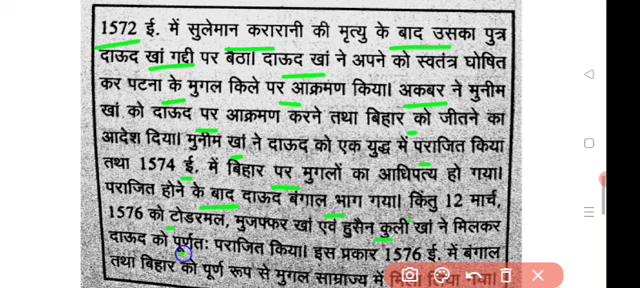 1572 ई. में सुलेमान करारानी की मृत्यु के बाद उसका पुत्र
दाऊद खां गद्दी पर बैठा। दाऊद खां ने अपने को स्वतंत्र घोषित
कर पटना के मुगल किले पर आक्रमण किया। अकबर ने मुनीम
खां को दाऊद पर आक्रमण करने तथा बिहार को जीतने का
आदेश दिया। मुनीम खां ने दाऊद को एक युद्ध में पराजित किया
तथा 1574 ई. में बिहार पर मुगलों का आधिपत्य हो गया।
पराजित होने के बाद दाऊद बंगाल भाग गया। किंतु 12 मार्च,
1576 को टोडरमल, मुजफ्फर खां एवं हुसैन कुली खां ने मिलकर
दाऊद को पूर्णतः पराजित किया। इस प्रकार 1576 ई. में बंगाल
तथा बिहार को पूर्ण रूप से मुगल साम्राज्य में मिला दिया गया।